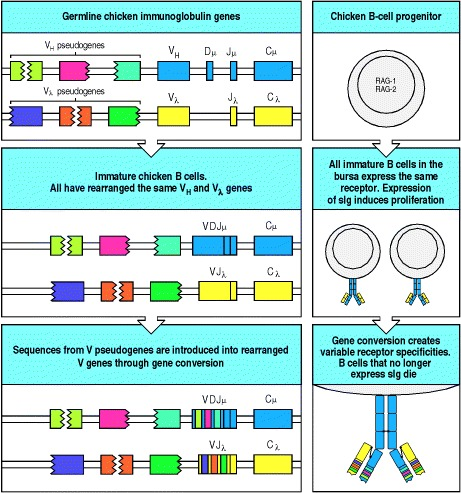 Germline chicken immunoglobulin genes
VH pseudogenes
VH Dμ Jμ Cμ
Vλ pseudogenes
Vλ Jλ Cλ
Chicken B-cell progenitor
RAG-1
RAG-2
Immature chicken B cells.
All have rearranged the same VH and Vλ genes
VDJμ Cμ
VJλ Cλ
All immature B cells in the
bursa express the same
receptor. Expression
of sIg induces proliferation
Sequences from V pseudogenes are introduced into rearranged
V genes through gene conversion
VDJμ Cμ
VJλ Cλ
Gene conversion creates
variable receptor specificities.
B cells that no longer
express sIg die